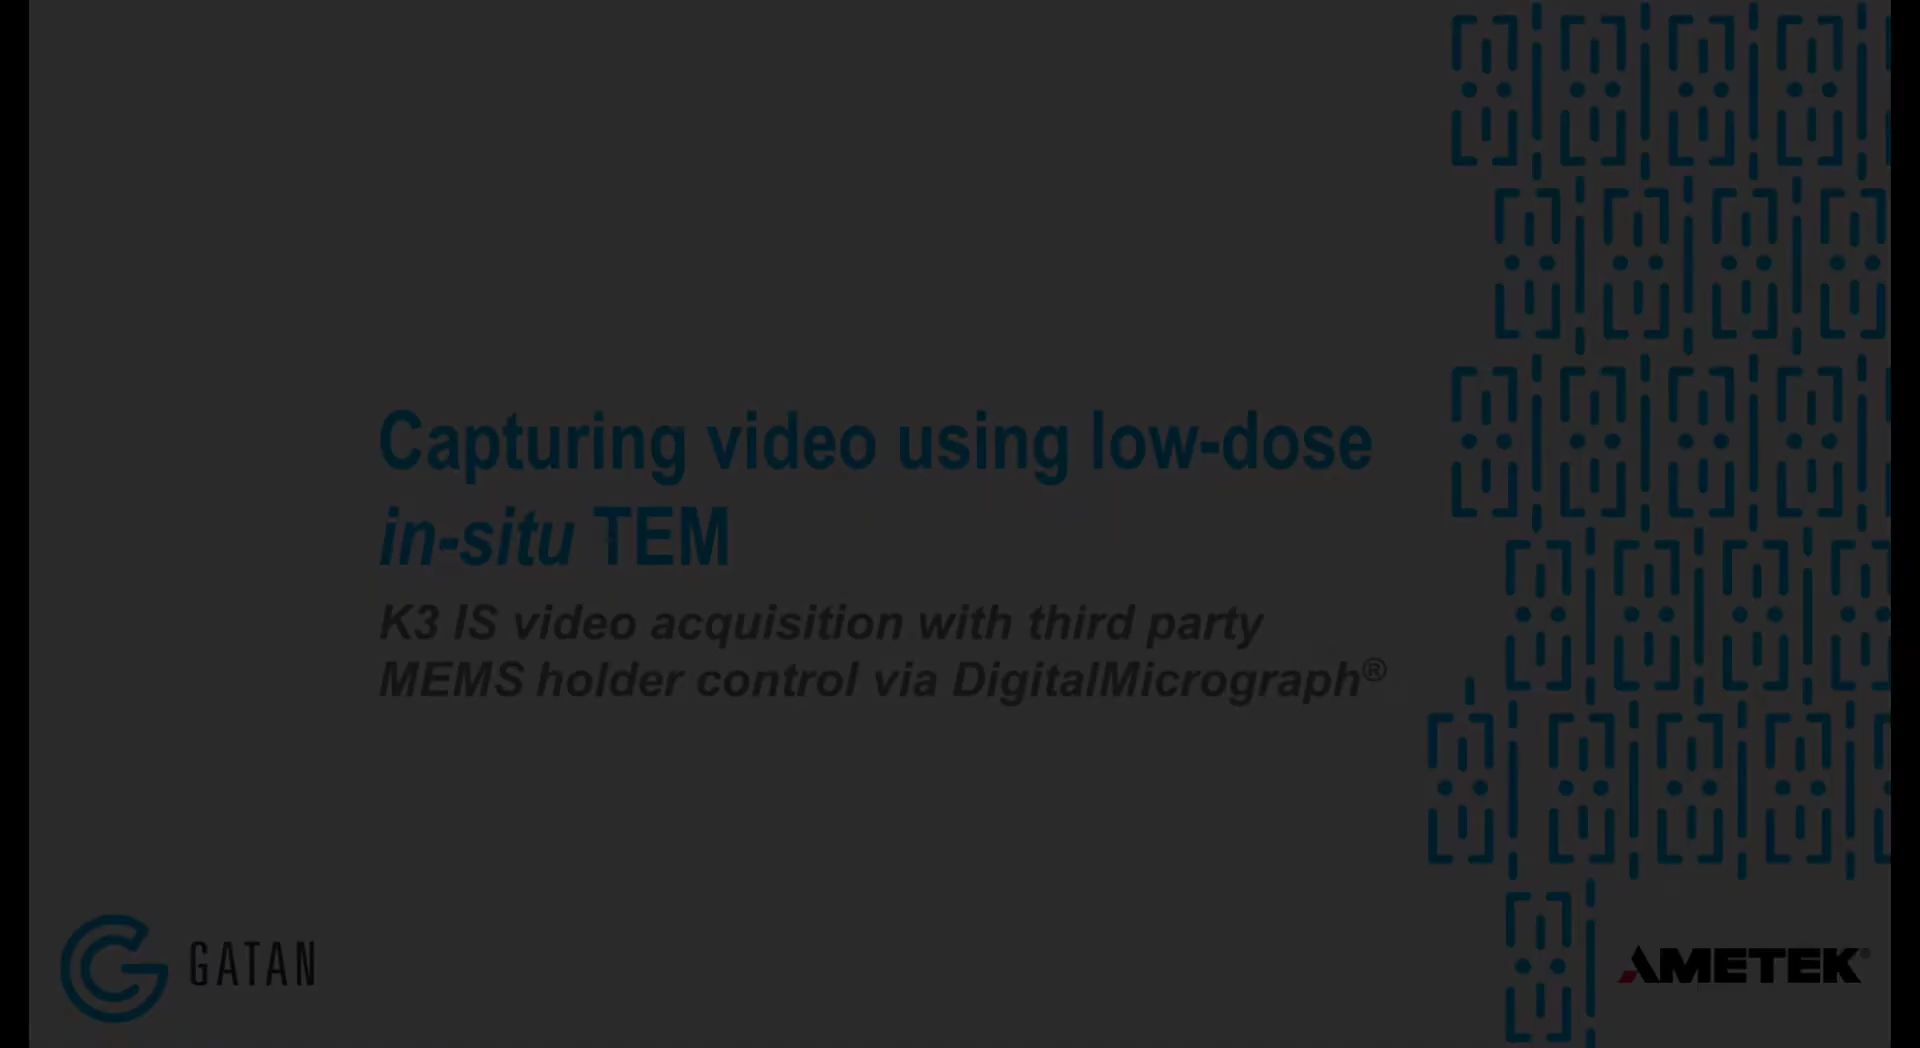 Capturing video using low-dose
in-situ TEM
K3 IS video acquisition with third party
MEMS holder control via DigitalMicrograph®
GATAN
AMETEK®